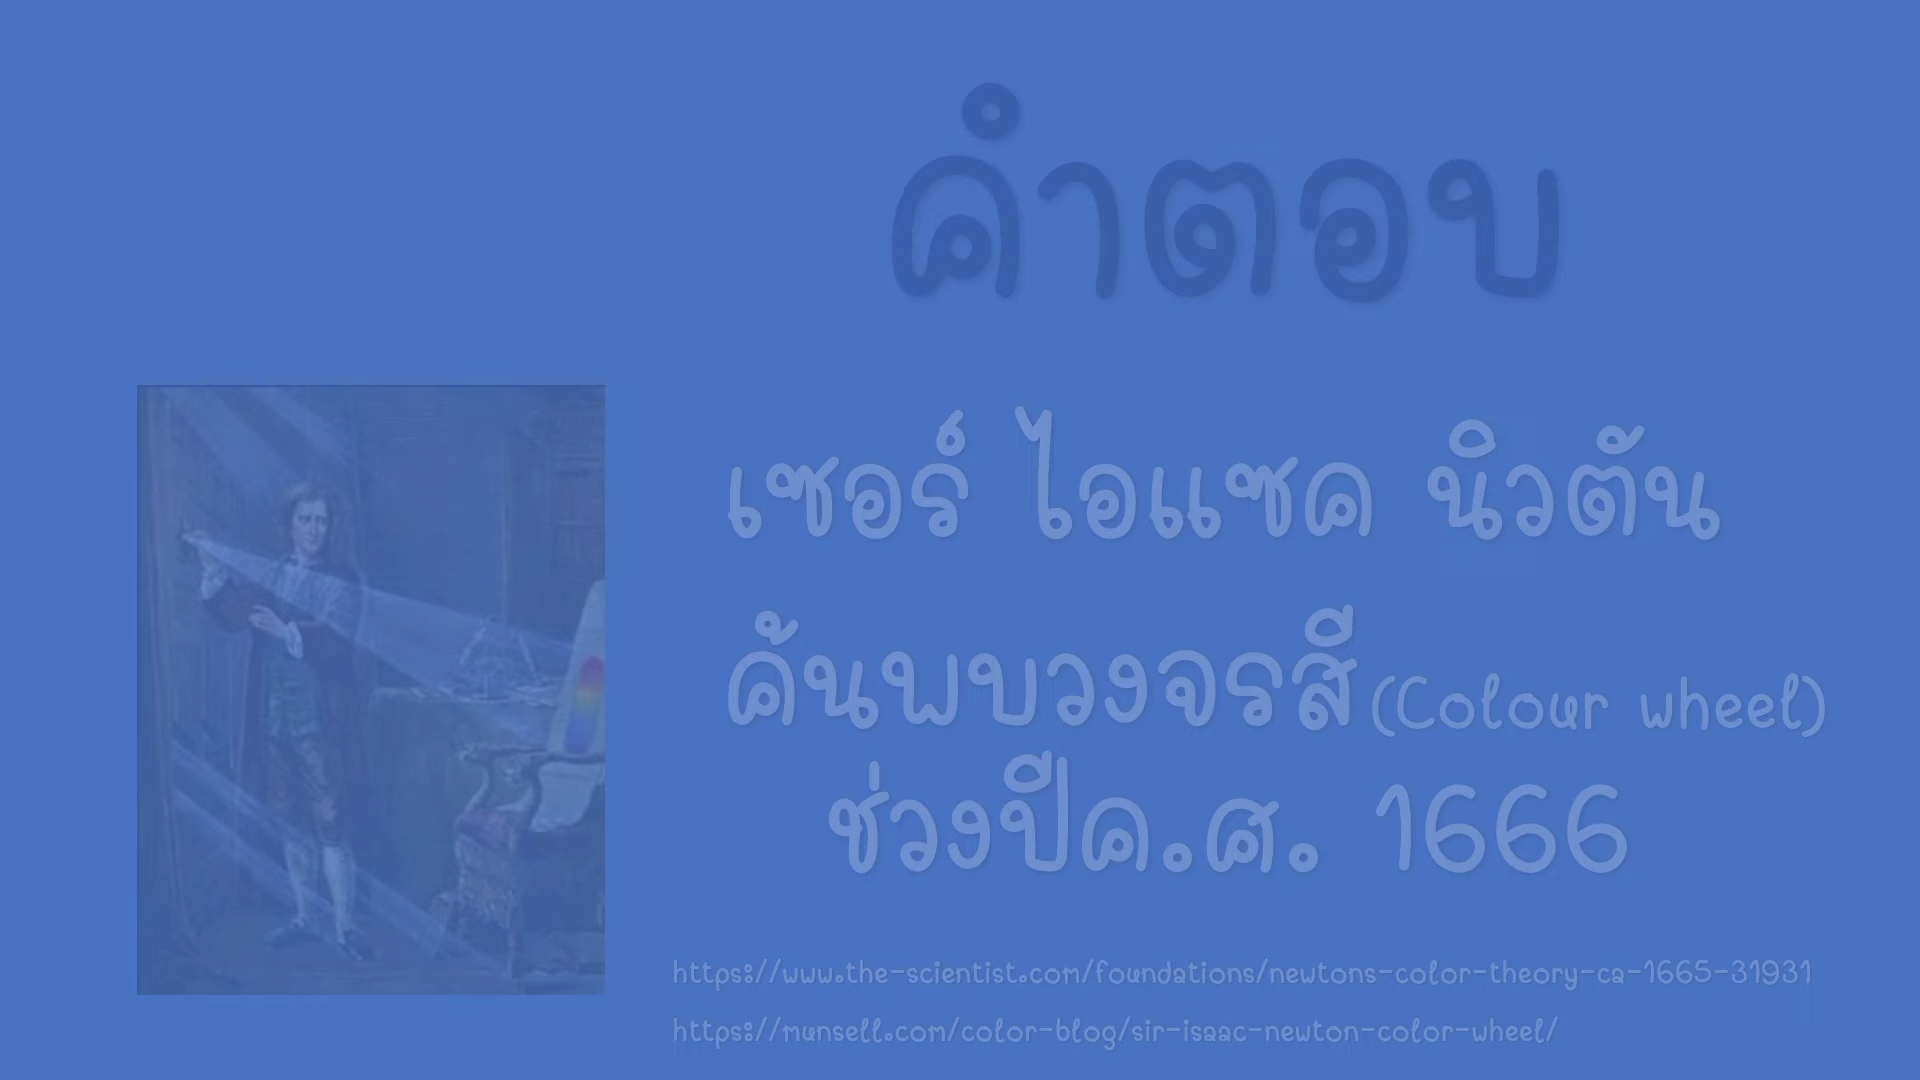 คำตอบ
เซอร์ ไอแซค นิวตัน
ค้นพบวงจรสี(Colour wheel)
ช่วงปีค.ศ. 1666
https://www.the-scientist.com/foundations/newtons-color-theory-ca-1665-31931
https://munsell.com/color-blog/sir-isaac-newton-color-wheel/